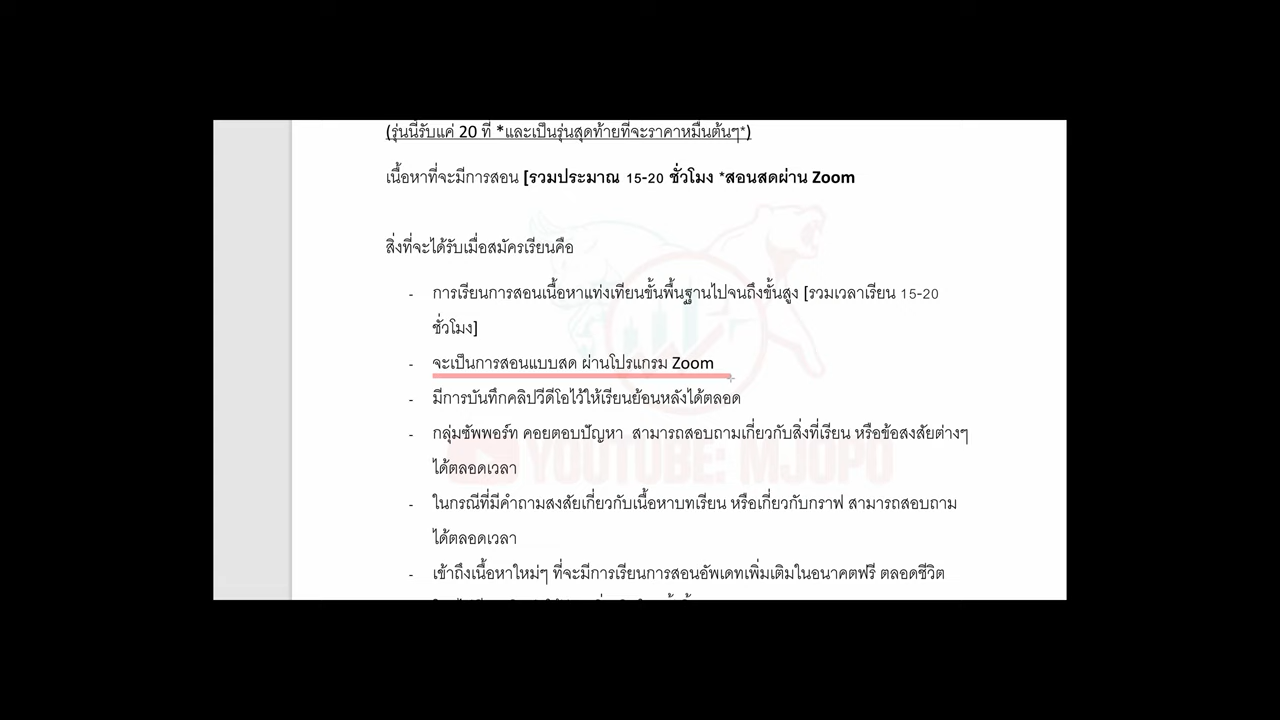 (รุ่นนี้รับแค่ 20 ที่ *และเป็นรุ่นสุดท้ายที่จะราคาหมื่นต้นๆ*)
เนื้อหาที่จะมีการสอน [รวมประมาณ 15-20 ชั่วโมง *สอนสดผ่าน Zoom
สิ่งที่จะได้รับเมื่อสมัครเรียนคือ
- การเรียนการสอนเนื้อหาแท่งเทียนขั้นพื้นฐานไปจนถึงขั้นสูง [รวมเวลาเรียน 15-20
ชั่วโมง]
- จะเป็นการสอนแบบสด ผ่านโปรแกรม Zoom
- มีการบันทึกคลิปวีดีโอไว้ให้เรียนย้อนหลังได้ตลอด
- กลุ่มซัพพอร์ท คอยตอบปัญหา สามารถสอบถามเกี่ยวกับสิ่งที่เรียน หรือข้อสงสัยต่างๆ
ได้ตลอดเวลา
YOUTUBE: MJOPU
- ในกรณีที่มีคำถามสงสัยเกี่ยวกับเนื้อหาบทเรียน หรือเกี่ยวกับกราฟ สามารถสอบถาม
ได้ตลอดเวลา
- เข้าถึงเนื้อหาใหม่ๆ ที่จะมีการเรียนการสอนอัพเดทเพิ่มเติมในอนาคตฟรี ตลอดชีวิต